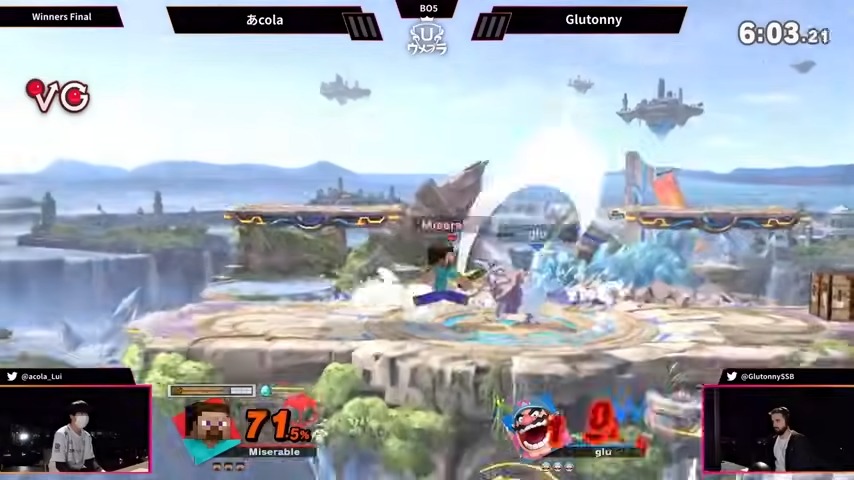 Winners Final
あcola
BO5
Glutonny
U
ウメブラ
6:03.21
VG
Misera
glu
@acola_Lui
@GlutonnySSB
71.5%
Miserable
glu